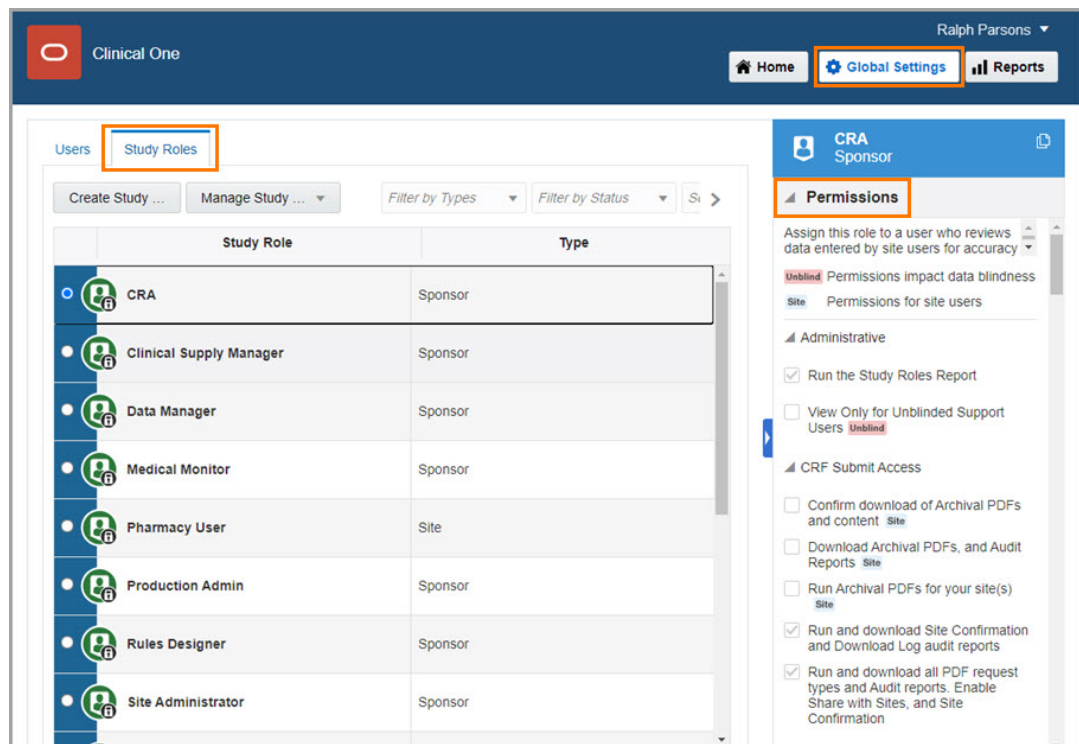 Ralph Parsons
Clinical One
Home
Global Settings
Reports
Users
Study Roles
Create Study ...
Manage Study ...
Filter by Types
Filter by Status
Study Role
Type
CRA
Sponsor
Clinical Supply Manager
Sponsor
Data Manager
Sponsor
Medical Monitor
Sponsor
Pharmacy User
Site
Production Admin
Sponsor
Rules Designer
Sponsor
Site Administrator
Sponsor
CRA
Sponsor
Permissions
Assign this role to a user who reviews
data entered by site users for accuracy
Unblind Permissions impact data blindness
Site Permissions for site users
Administrative
Run the Study Roles Report
View Only for Unblinded Support
Users Unblind
CRF Submit Access
Confirm download of Archival PDFs
and content Site
Download Archival PDFs, and Audit
Reports Site
Run Archival PDFs for your site(s)
Site
Run and download Site Confirmation
and Download Log audit reports
Run and download all PDF request
types and Audit reports. Enable
Share with Sites, and Site
Confirmation